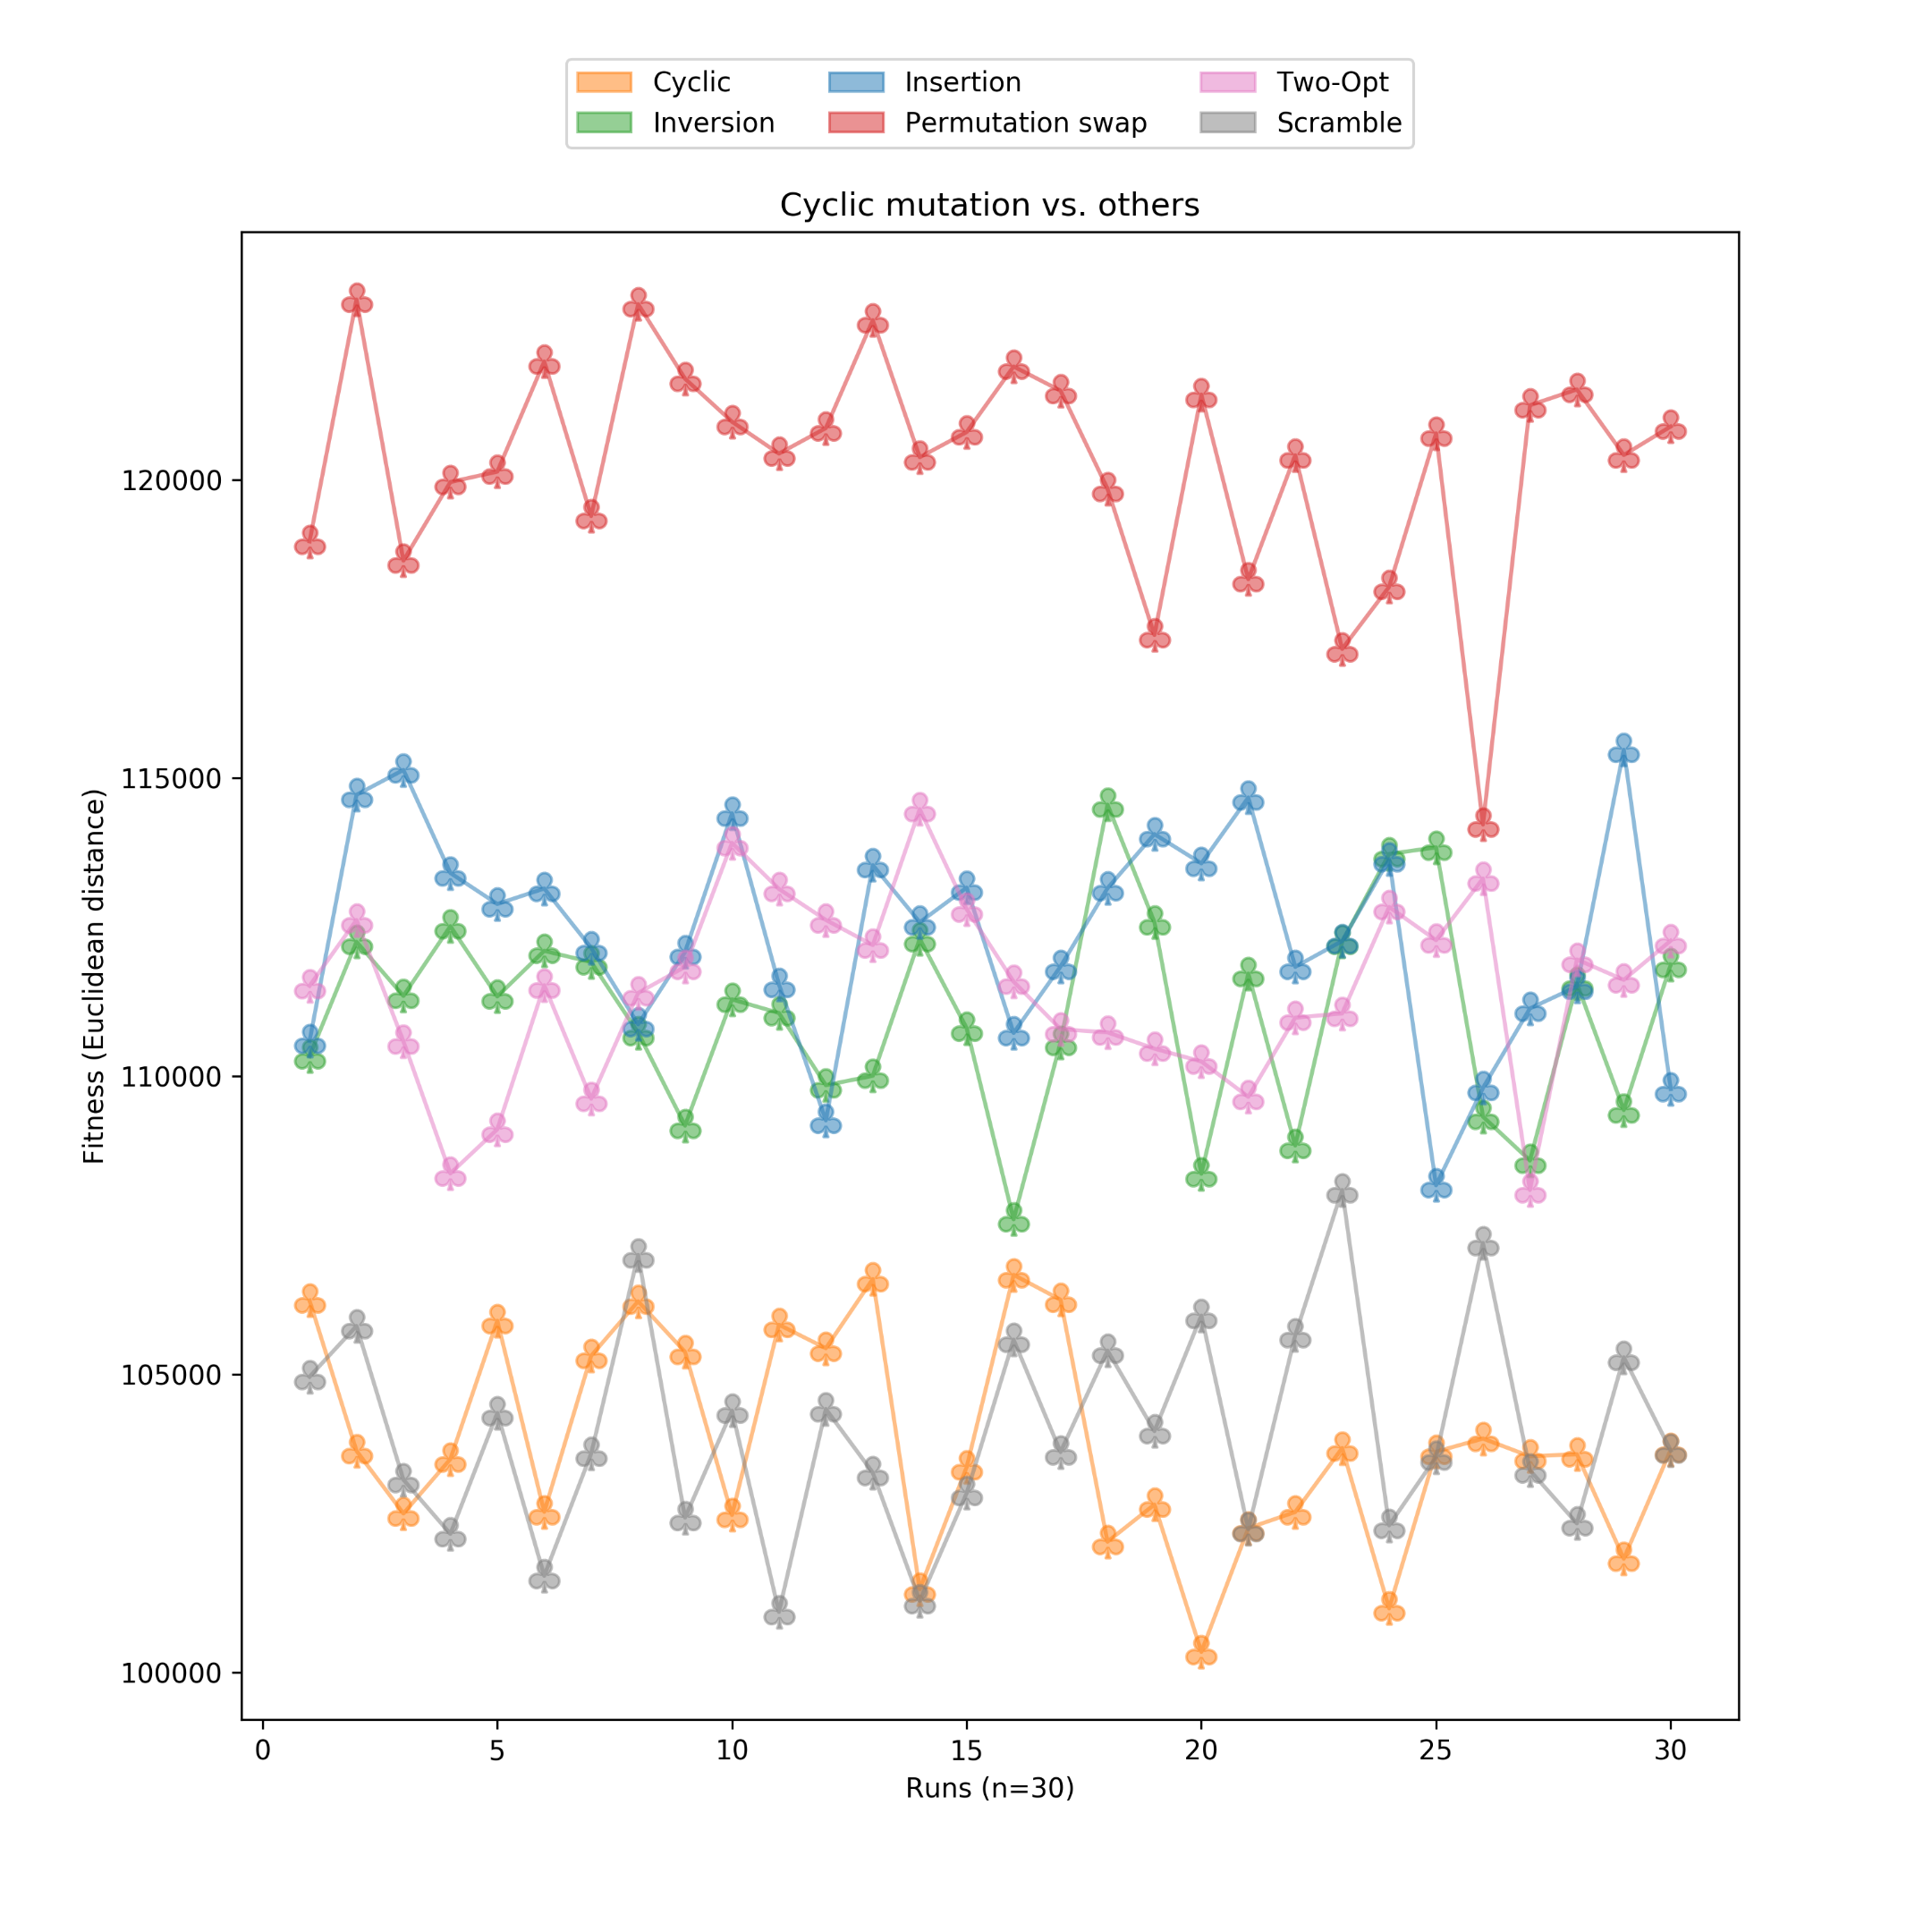 Cyclic
Inversion
Insertion
Permutation swap
Two-Opt
Scramble
Cyclic mutation vs. others
Fitness (Euclidean distance)
120000
115000
110000
105000
100000
0 5 10 15 20 25 30
Runs (n=30)